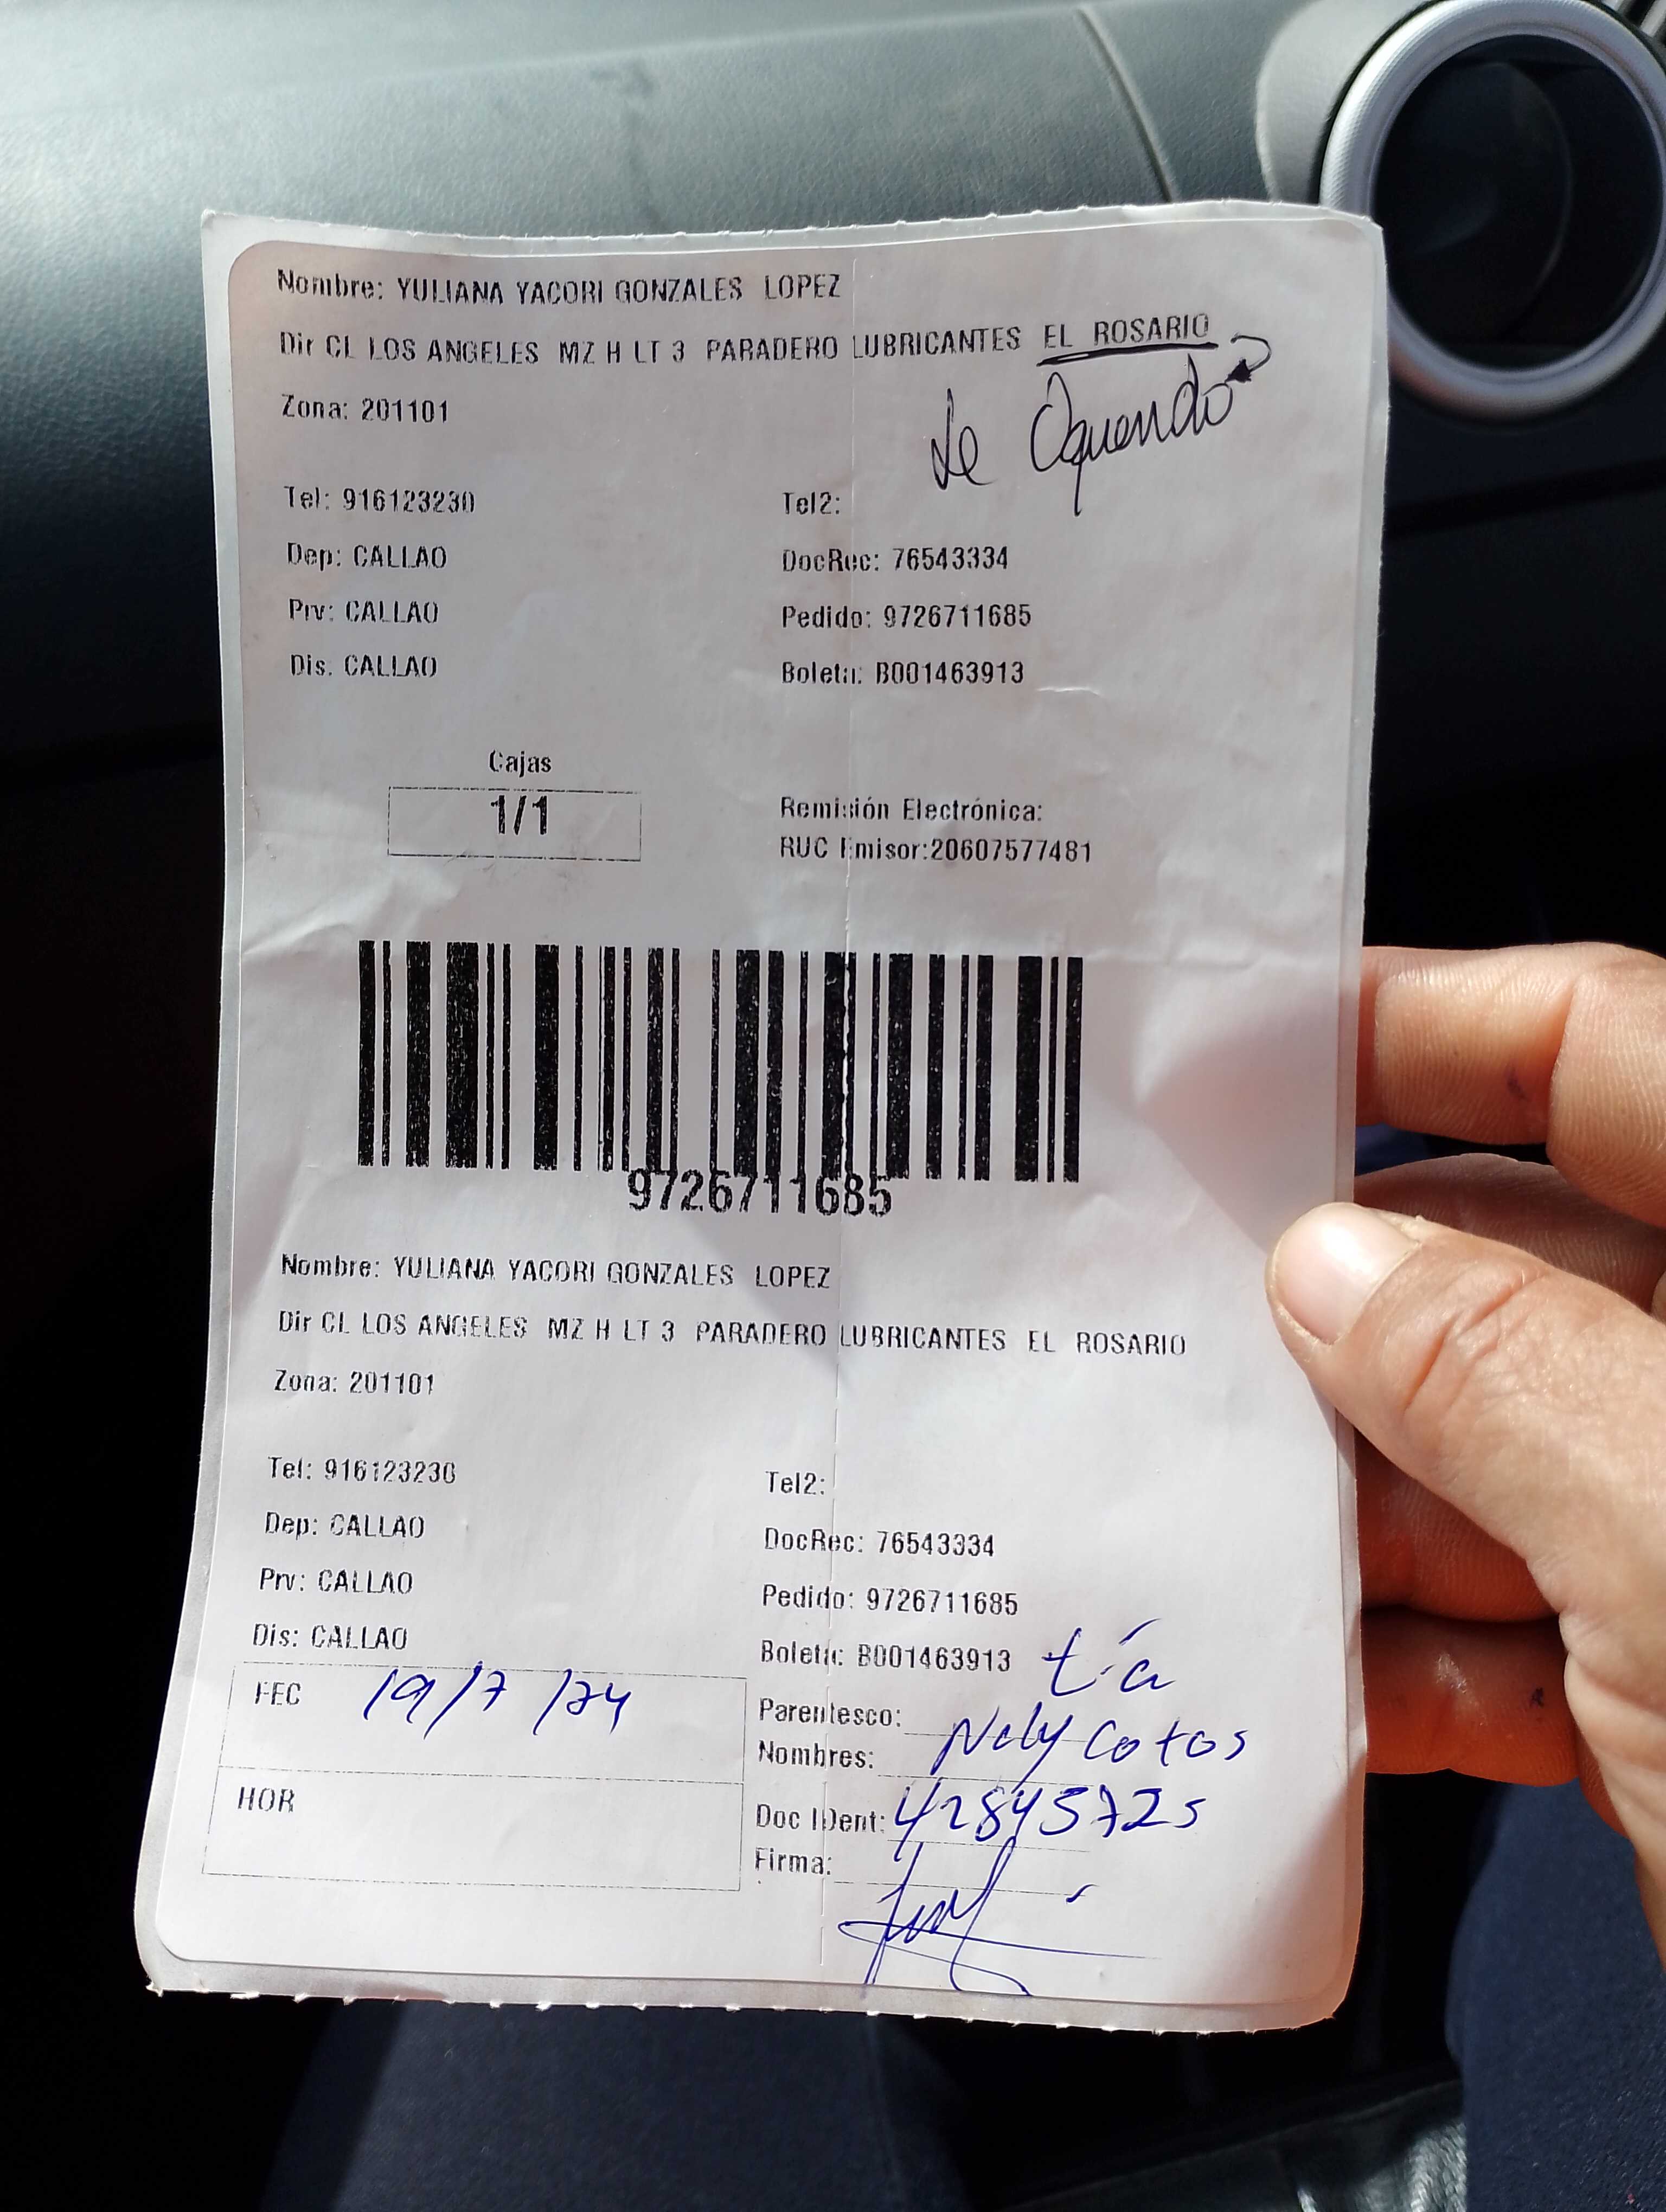 Nombre: YULIANA YACORI GONZALES LOPEZ
Dir CL LOS ANGELES MZ H LT 3 PARADERO LUBRICANTES EL ROSARIO
de Oquendo
Zona: 201101
Tel: 916123230 Tel2:
Dep: CALLAO DocRec: 76543334
Prv: CALLAO Pedido: 9726711685
Dis. CALLAO Boleta: B001463913
Cajas
1/1
Remisión Electrónica:
RUC Emisor:20607577481
9726711685
Nombre: YULIANA YACORI GONZALES LOPEZ
Dir CL LOS ANGELES MZ H LT 3 PARADERO LUBRICANTES EL ROSARIO
Zona: 201101
Tel: 916123230 Tel2:
Dep: CALLAO DocRec: 76543334
Prv: CALLAO Pedido: 9726711685
Dis: CALLAO Boleta: B001463913
FEC 19/7/24
HOR
Parentesco: tía
Nombres: Nely Cotos
Doc IDent: 42845725
Firma: